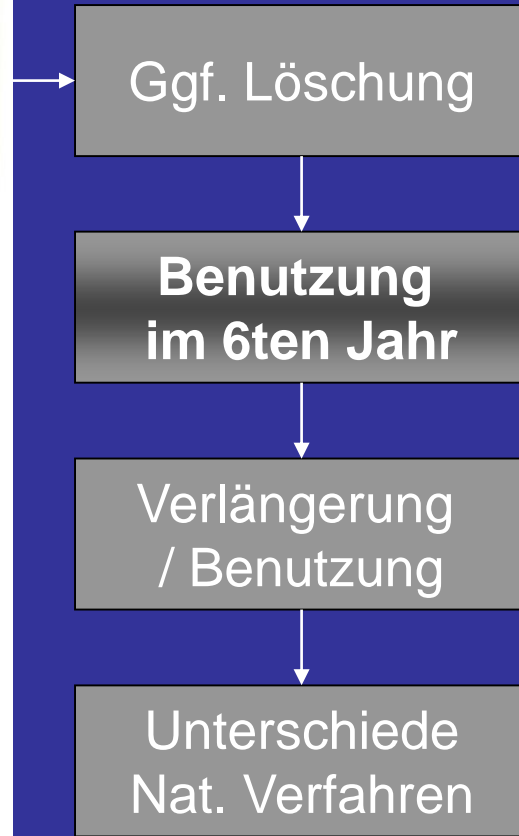 Ggf. Löschung
Benutzung
im 6ten Jahr
Verlängerung
/ Benutzung
Unterschiede
Nat. Verfahren